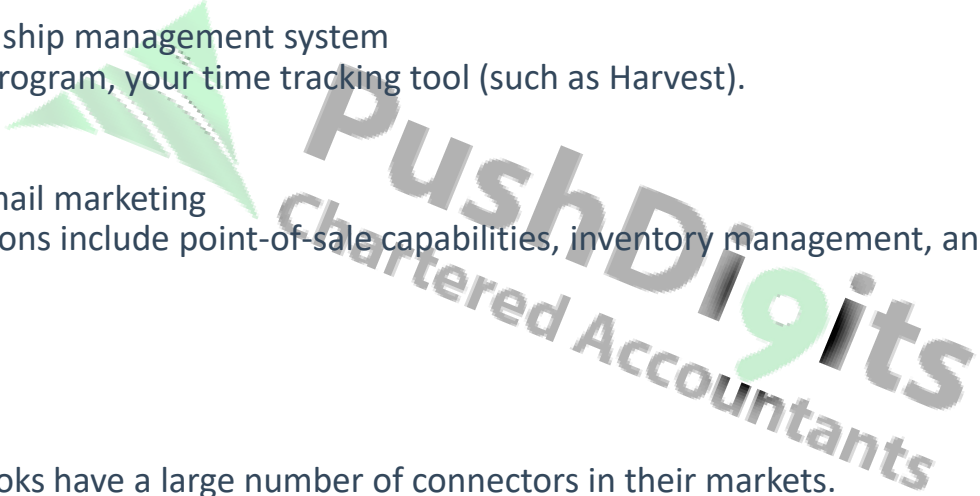 ship management system
rogram, your time tracking tool (such as Harvest).
nail marketing
ons include point-of-sale capabilities, inventory management, an
PushDigits
Chartered Accountants
oks have a large number of connectors in their markets.